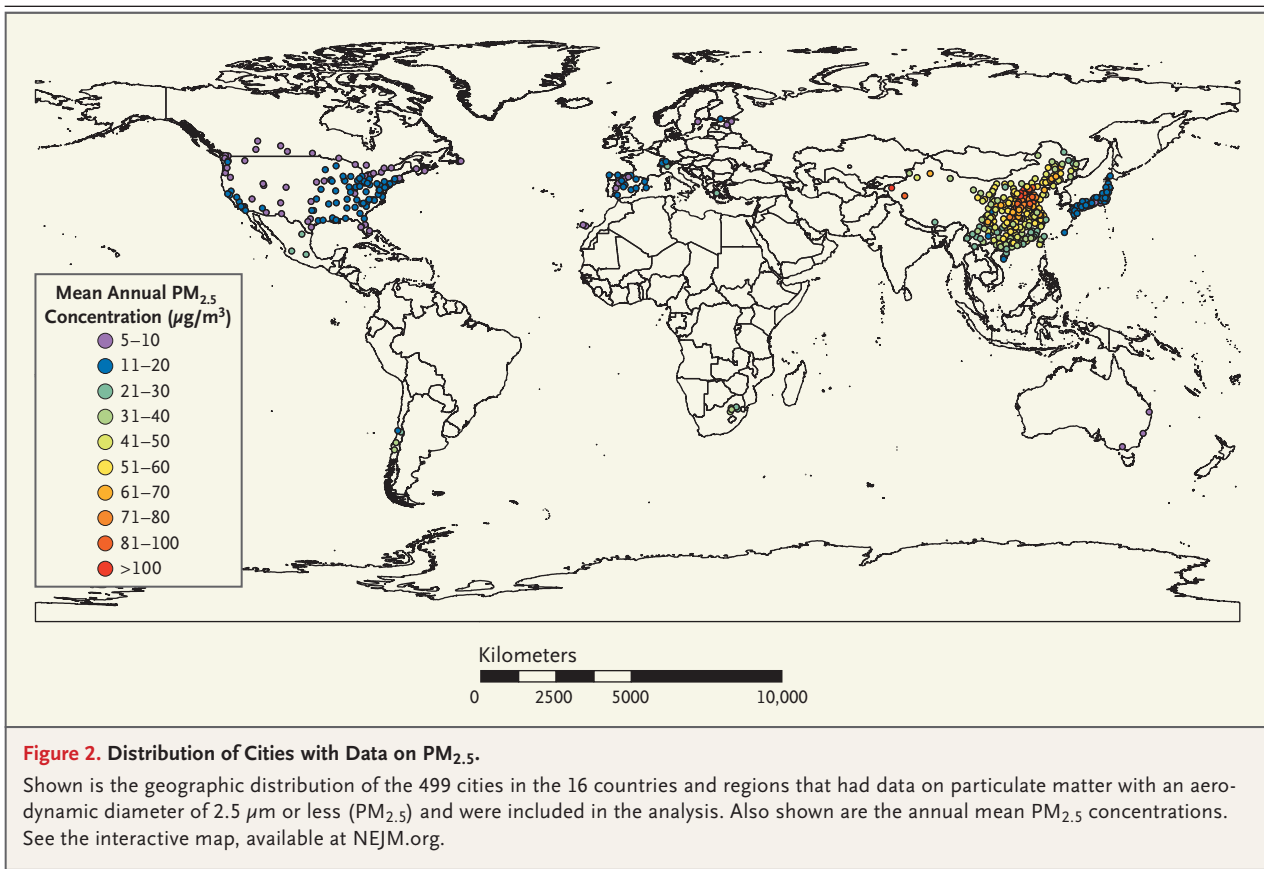 Mean Annual PM2.5
Concentration (µg/m3)
5–10
11–20
21–30
31–40
41–50
51–60
61–70
71–80
81–100
>100
Kilometers
0 2500 5000 10,000
Figure 2. Distribution of Cities with Data on PM2.5.
Shown is the geographic distribution of the 499 cities in the 16 countries and regions that had data on particulate matter with an aero-
dynamic diameter of 2.5 µm or less (PM2.5) and were included in the analysis. Also shown are the annual mean PM2.5 concentrations.
See the interactive map, available at NEJM.org.